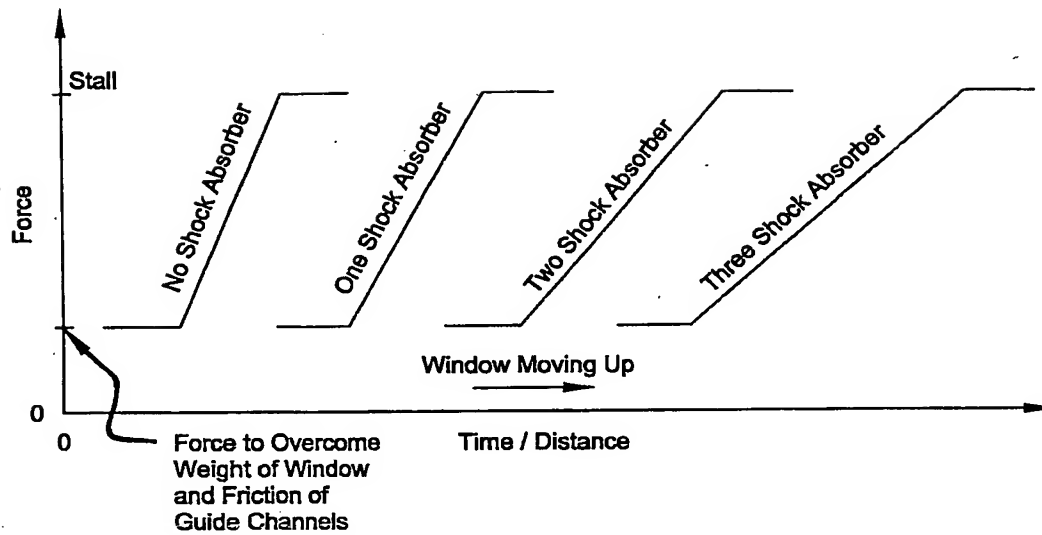 Stall
Force
No Shock Absorber
One Shock Absorber
Two Shock Absorber
Three Shock Absorber
Window Moving Up
0
0
Time / Distance
Force to Overcome
Weight of Window
and Friction of
Guide Channels